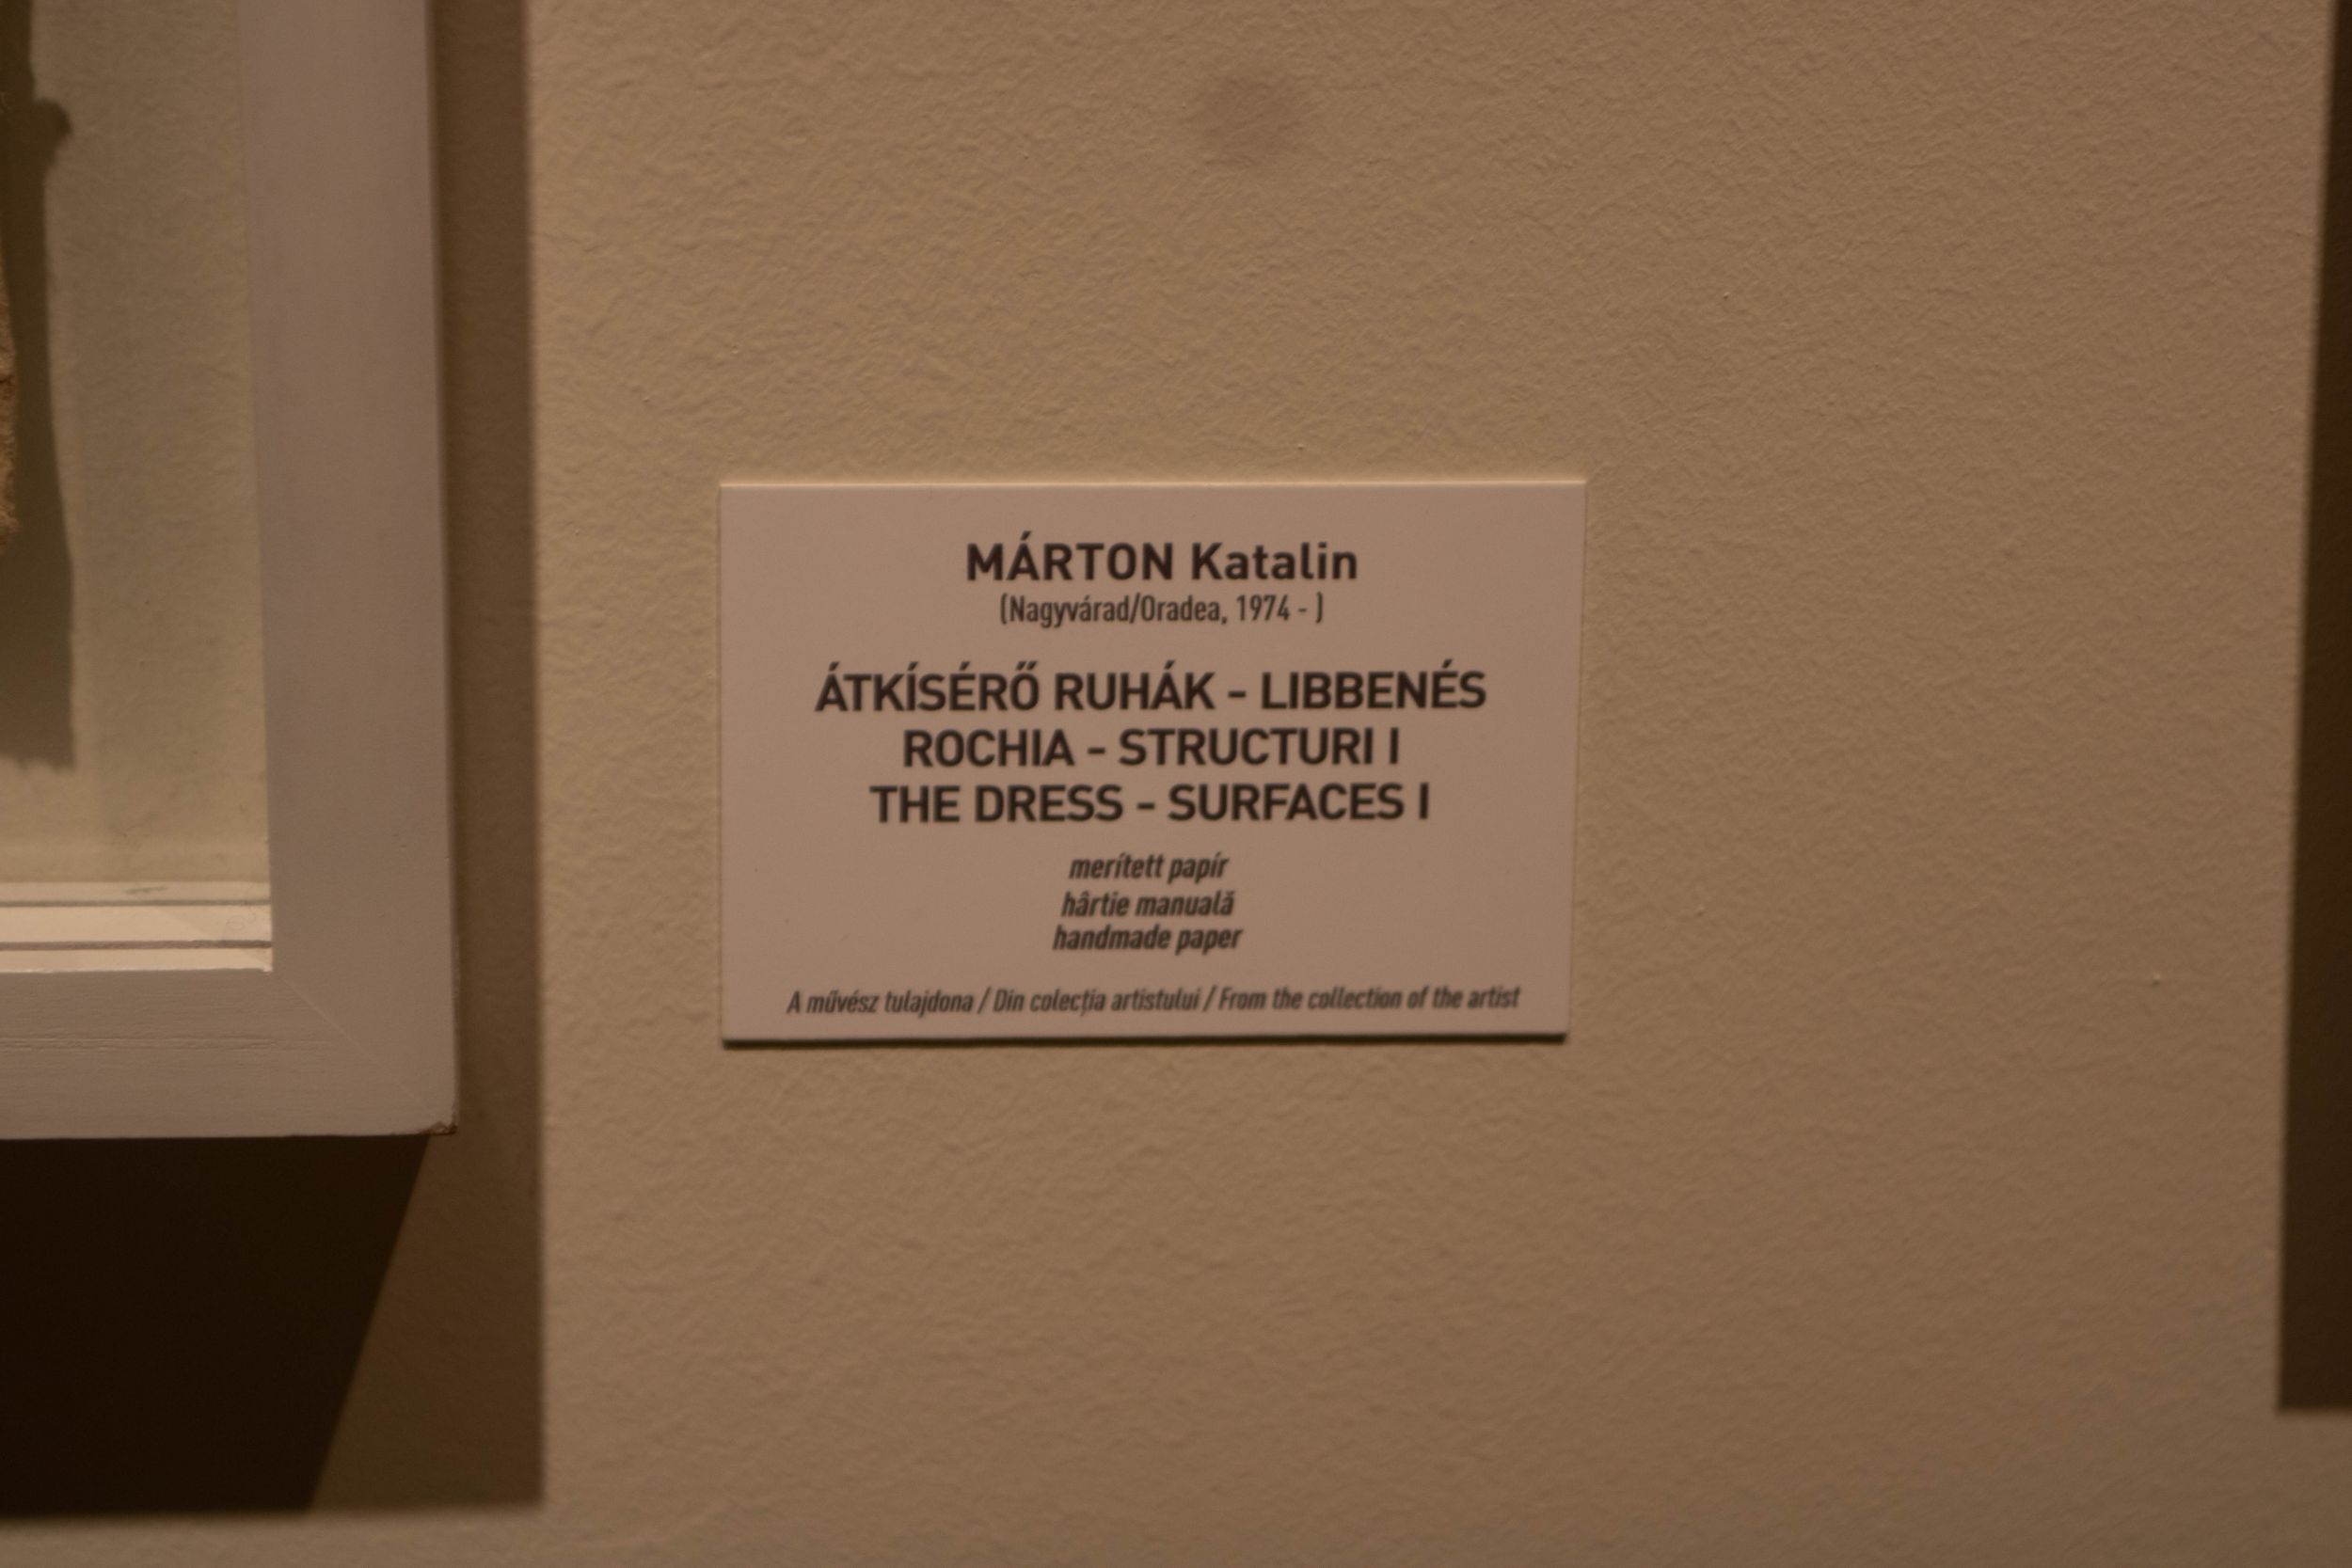 MÁRTON Katalin
(Nagyvárad/Oradea, 1974 - )
ÁTKÍSÉRŐ RUHÁK - LIBBENÉS
ROCHIA - STRUCTURI I
THE DRESS - SURFACES I
merített papír
hârtie manuală
handmade paper
A művész tulajdona / Din colecția artistului / From the collection of the artist